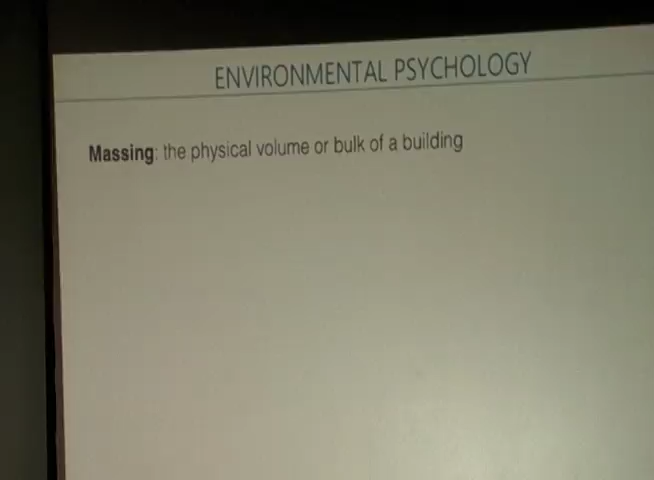 ENVIRONMENTAL PSYCHOLOGY
Massing: the physical volume or bulk of a building